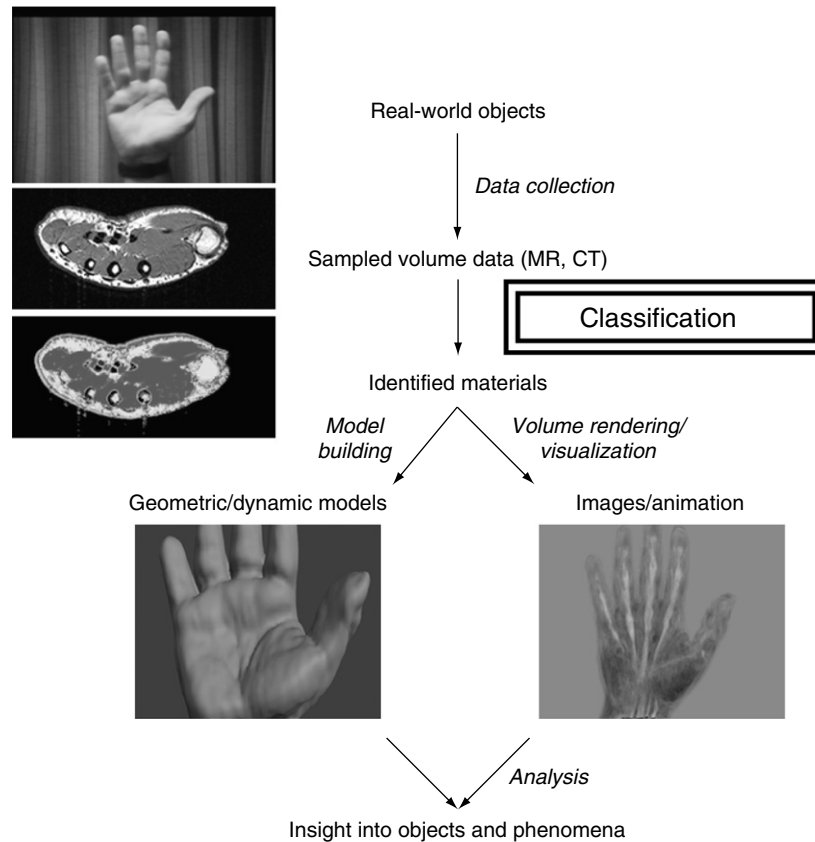 Real-world objects
Data collection
Sampled volume data (MR, CT)
Classification
Identified materials
Model
building
Volume rendering/
visualization
Geometric/dynamic models
Images/animation
Analysis
Insight into objects and phenomena